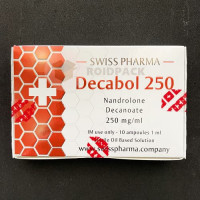 SWISS PHARMA
ROIDPACK
Decabol 250
Nandrolone
Decanoate
250 mg/ml
IM use only - 10 ampoules 1 ml
Oil Based Solution
www.swisspharma.company